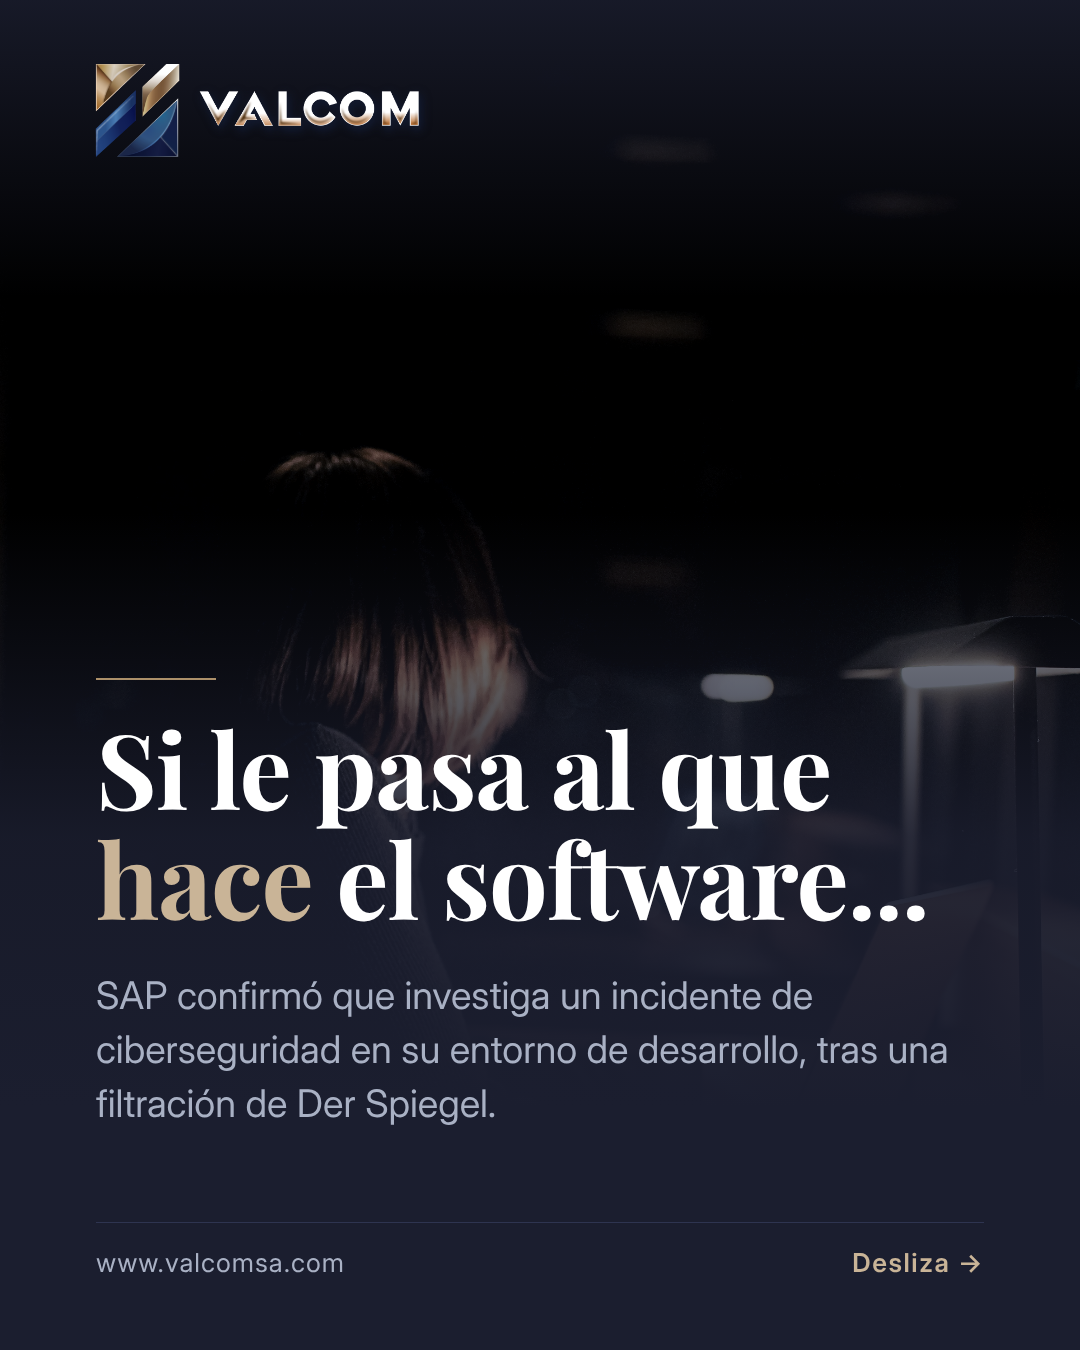 VALCOM
Si le pasa al que
hace el software...
SAP confirmó que investiga un incidente de
ciberseguridad en su entorno de desarrollo, tras una
filtración de Der Spiegel.
www.valcomsa.com
Desliza →